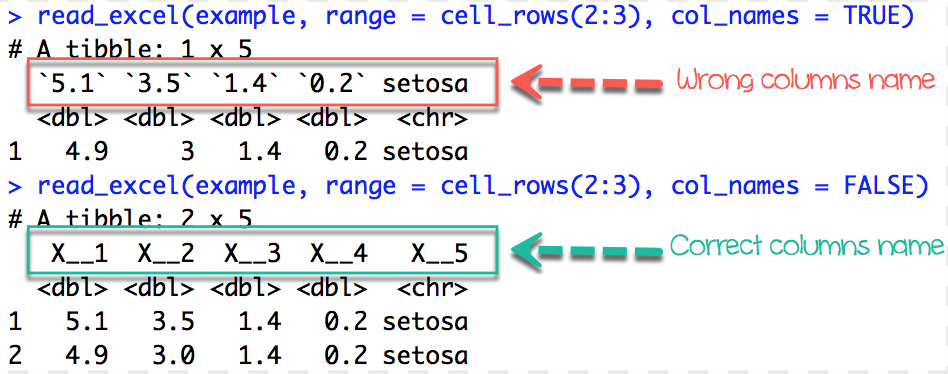 > read_excel(example, range = cell_rows(2:3), col_names = TRUE)
# A tibble: 1 x 5
`5.1` `3.5` `1.4` `0.2` setosa
Wrong columns name
<dbl> <dbl> <dbl> <dbl> <chr>
1 4.9 3 1.4 0.2 setosa
> read_excel(example, range = cell_rows(2:3), col_names = FALSE)
# A tibble: 2 x 5
X__1 X__2 X__3 X__4 X__5
Correct columns name
<dbl> <dbl> <dbl> <dbl> <chr>
1 5.1 3.5 1.4 0.2 setosa
2 4.9 3.0 1.4 0.2 setosa